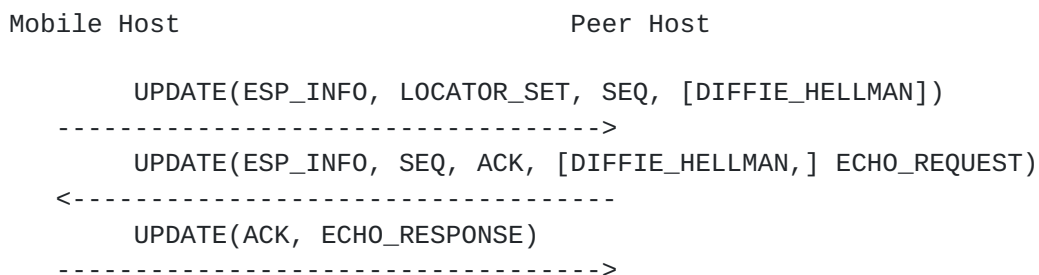 Mobile Host                         Peer Host
UPDATE(ESP_INFO, LOCATOR_SET, SEQ, [DIFFIE_HELLMAN])
----------------------------------->
UPDATE(ESP_INFO, SEQ, ACK, [DIFFIE_HELLMAN,] ECHO_REQUEST)
<-----------------------------------
UPDATE(ACK, ECHO_RESPONSE)
----------------------------------->